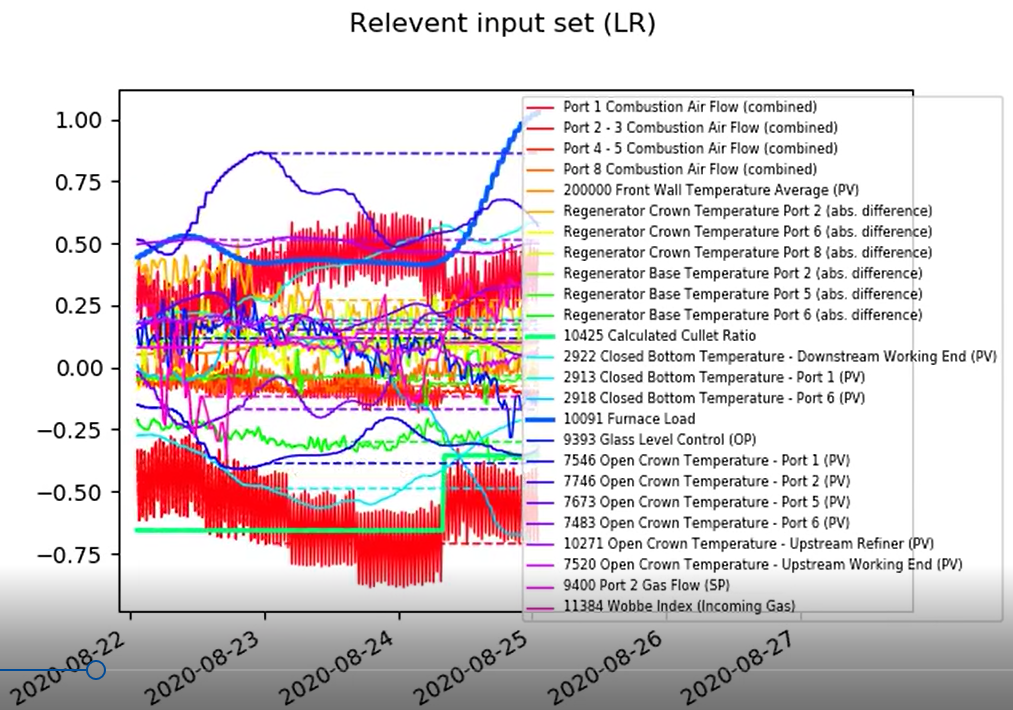 Relevent input set (LR)
1.00
0.75
0.50
0.25
0.00
−0.25
−0.50
−0.75
Port 1 Combustion Air Flow (combined)
Port 2 - 3 Combustion Air Flow (combined)
Port 4 - 5 Combustion Air Flow (combined)
Port 8 Combustion Air Flow (combined)
200000 Front Wall Temperature Average (PV)
Regenerator Crown Temperature Port 2 (abs. difference)
Regenerator Crown Temperature Port 6 (abs. difference)
Regenerator Crown Temperature Port 8 (abs. difference)
Regenerator Base Temperature Port 2 (abs. difference)
Regenerator Base Temperature Port 5 (abs. difference)
Regenerator Base Temperature Port 6 (abs. difference)
10425 Calculated Cullet Ratio
2922 Closed Bottom Temperature - Downstream Working End (PV)
2913 Closed Bottom Temperature - Port 1 (PV)
2918 Closed Bottom Temperature - Port 6 (PV)
10091 Furnace Load
9393 Glass Level Control (OP)
7546 Open Crown Temperature - Port 1 (PV)
7746 Open Crown Temperature - Port 2 (PV)
7673 Open Crown Temperature - Port 5 (PV)
7483 Open Crown Temperature - Port 6 (PV)
10271 Open Crown Temperature - Upstream Refiner (PV)
7520 Open Crown Temperature - Upstream Working End (PV)
9400 Port 2 Gas Flow (SP)
11384 Wobbe Index (Incoming Gas)
2020-08-22
2020-08-23
2020-08-24
2020-08-25
2020-08-26
2020-08-27